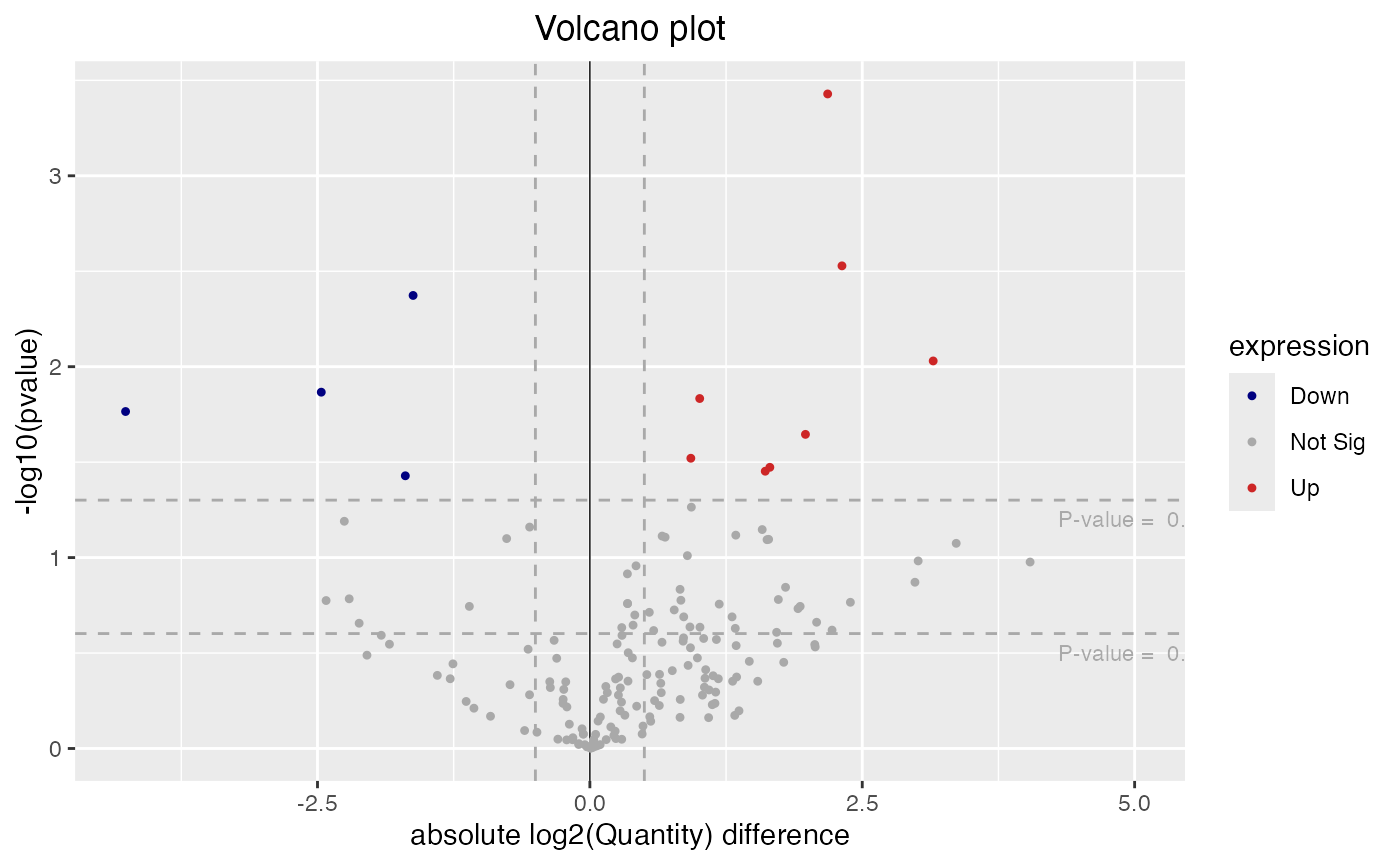 Volcano plot
-log10(pvalue)
3
2
1
0
P-value = 0.
P-value = 0.
-2.5 0.0 2.5 5.0
absolute log2(Quantity) difference
expression
Down
Not Sig
Up